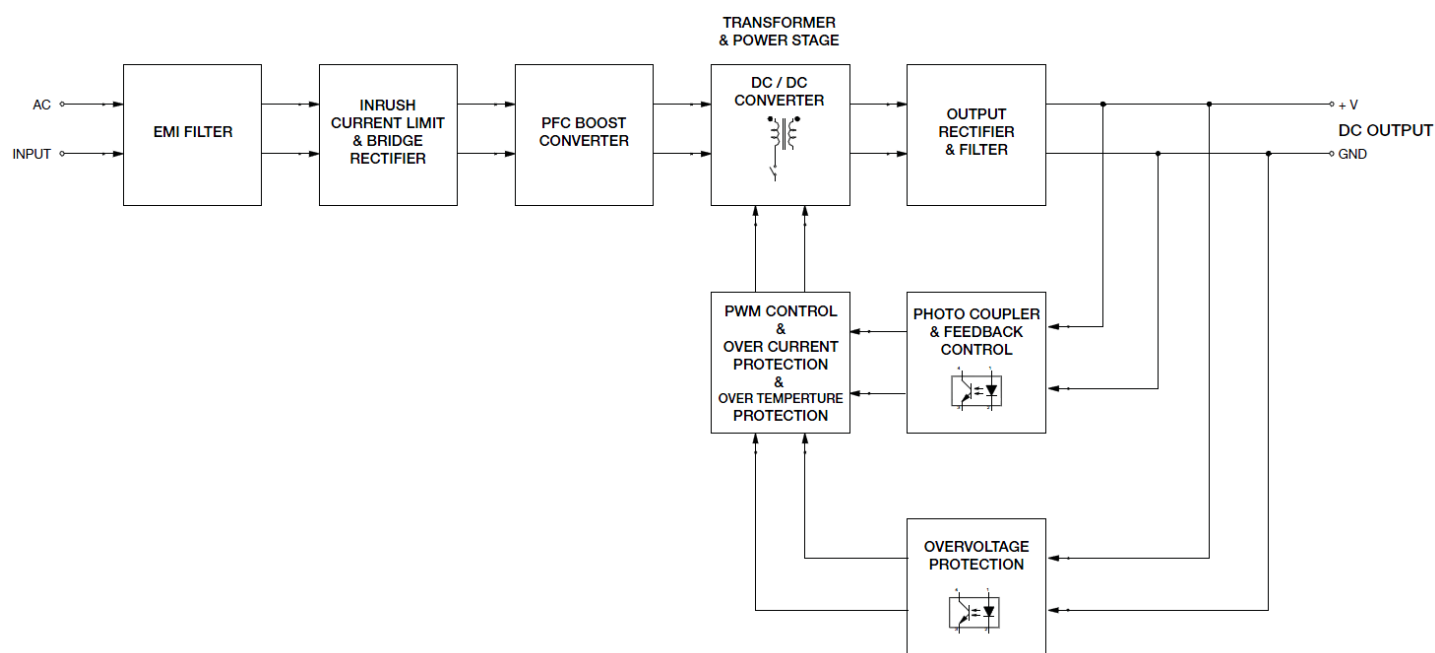 TRANSFORMER
& POWER STAGE
AC
INPUT
EMI FILTER
INRUSH
CURRENT LIMIT
& BRIDGE
RECTIFIER
PFC BOOST
CONVERTER
DC / DC
CONVERTER
OUTPUT
RECTIFIER
& FILTER
+ V
DC OUTPUT
GND
PWM CONTROL
&
OVER CURRENT
PROTECTION
&
OVER TEMPERTURE
PROTECTION
PHOTO COUPLER
& FEEDBACK
CONTROL
OVERVOLTAGE
PROTECTION